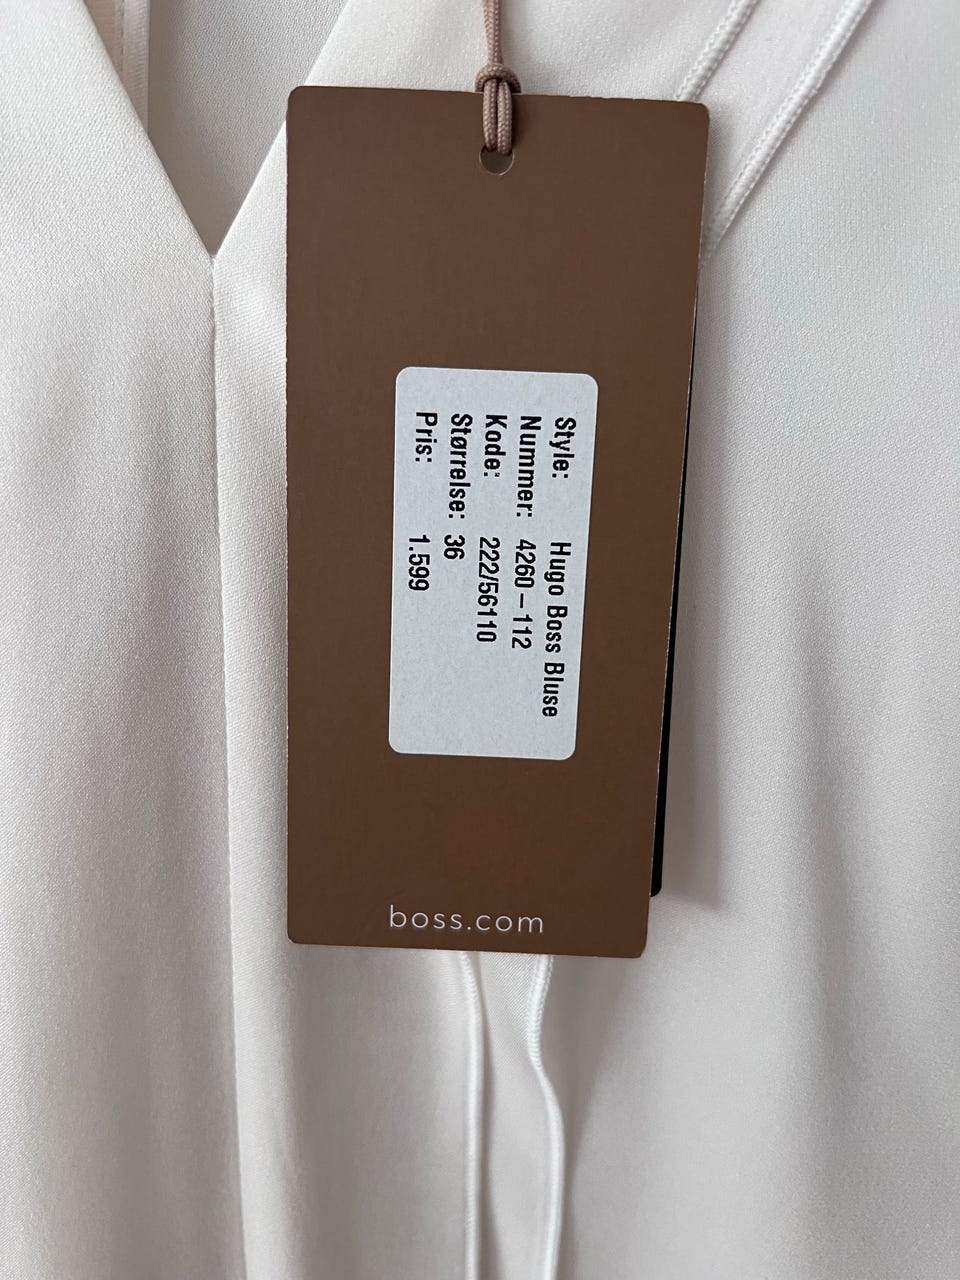 Style: Hugo Boss Bluse
Nummer: 4260-112
Kode: 222/56110
Størrelse: 36
Pris: 1.599
boss.com